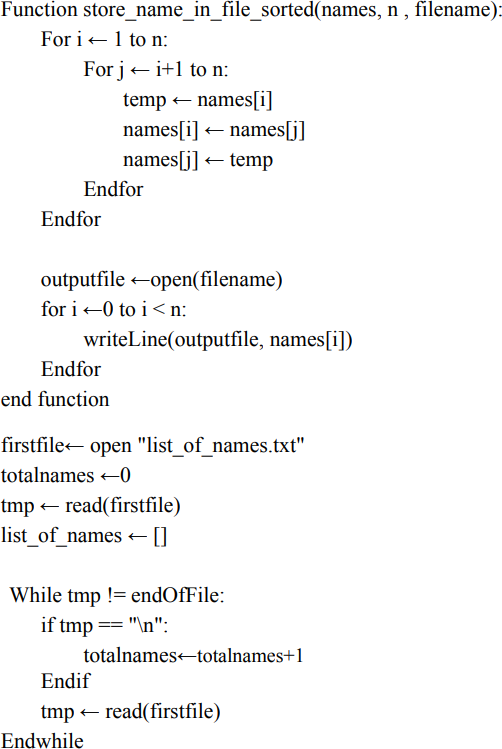 Function store_name_in_file_sorted(names, n , filename):
For i ← 1 to n:
For j ← i+1 to n:
temp ← names[i]
names[i] ← names[j]
names[j] ← temp
Endfor
Endfor
outputfile ←open(filename)
for i ←0 to i < n:
writeLine(outputfile, names[i])
Endfor
end function
firstfile← open "list_of_names.txt"
totalnames ←0
tmp ← read(firstfile)
list_of_names ← []
While tmp != endOfFile:
if tmp == "\n":
totalnames←totalnames+1
Endif
tmp ← read(firstfile)
Endwhile